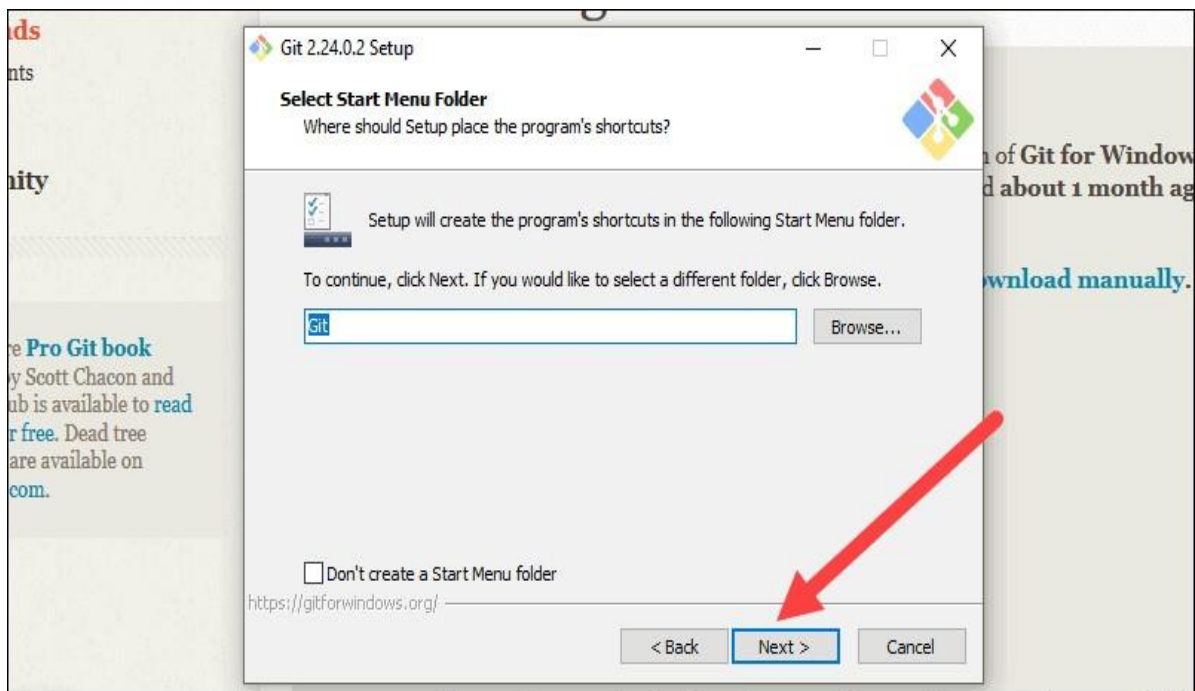 ds
nts
nity
re Pro Git book
by Scott Chacon and
ub is available to read
r free. Dead tree
are available on
com.
Git 2.24.0.2 Setup
Select Start Menu Folder
Where should Setup place the program's shortcuts?
Setup will create the program's shortcuts in the following Start Menu folder.
To continue, click Next. If you would like to select a different folder, click Browse.
Git
Browse...
Don't create a Start Menu folder
https://gitforwindows.org/
< Back
Next >
Cancel
n of Git for Window
d about 1 month ag
ownload manually.